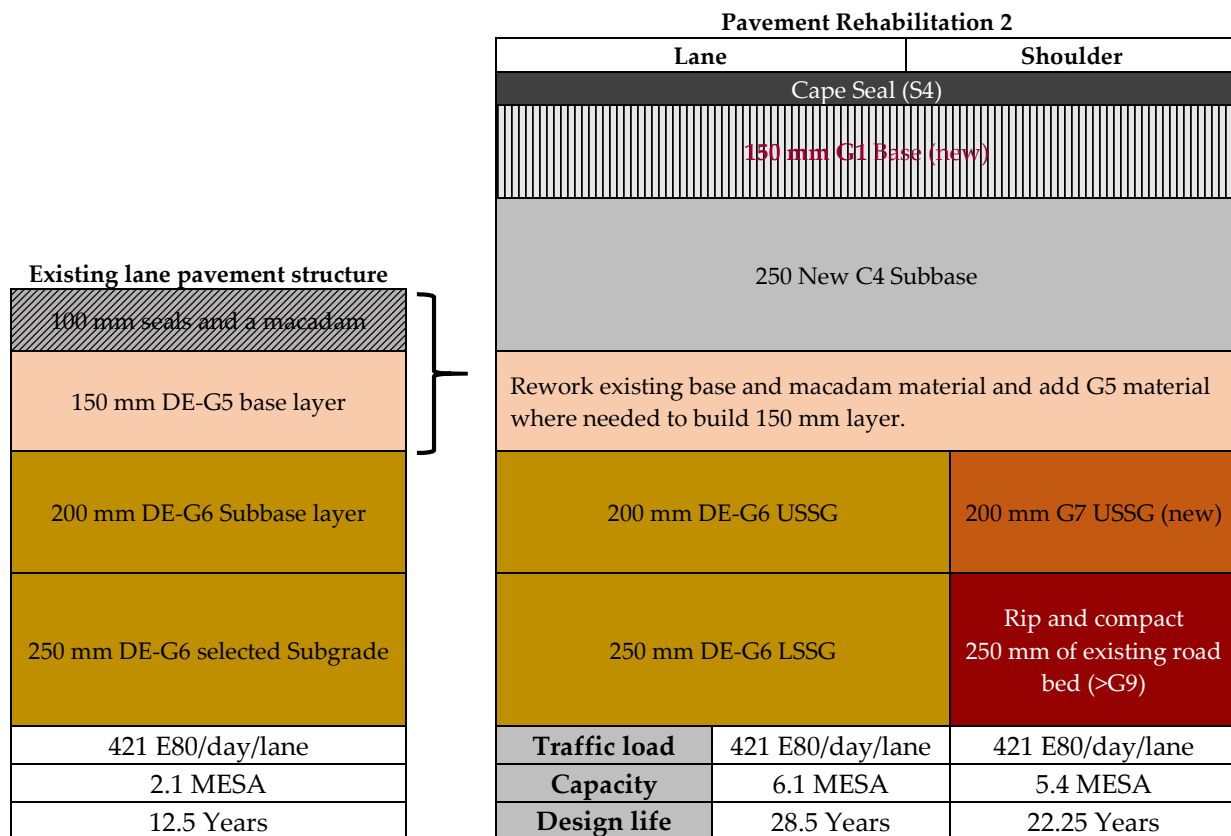 Pavement Rehabilitation 2
Lane Shoulder
Cape Seal (S4)
150 mm G1 Base (new)
250 New C4 Subbase
Existing lane pavement structure
100 mm seals and a macadam
150 mm DE-G5 base layer
Rework existing base and macadam material and add G5 material
where needed to build 150 mm layer.
200 mm DE-G6 Subbase layer
200 mm DE-G6 USSG
200 mm G7 USSG (new)
250 mm DE-G6 selected Subgrade
250 mm DE-G6 LSSG
Rip and compact
250 mm of existing road
bed (>G9)
421 E80/day/lane
Traffic load 421 E80/day/lane 421 E80/day/lane
2.1 MESA
Capacity 6.1 MESA 5.4 MESA
12.5 Years
Design life 28.5 Years 22.25 Years